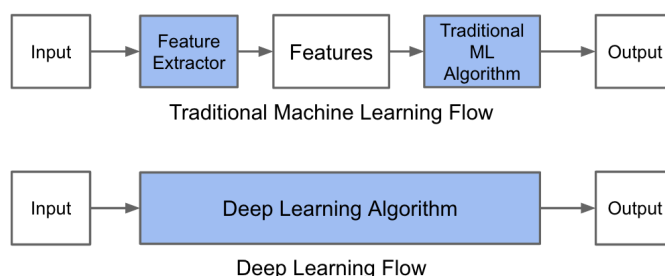 Input
Feature
Extractor
Features
Traditional
ML
Algorithm
Output
Traditional Machine Learning Flow
Input
Deep Learning Algorithm
Output
Deep Learning Flow